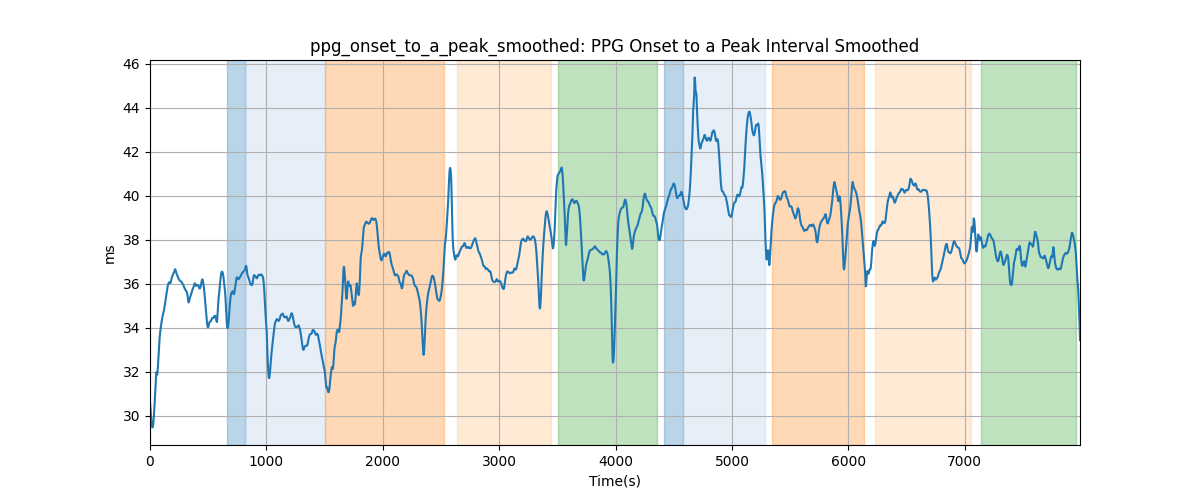 ppg_onset_to_a_peak_smoothed: PPG Onset to a Peak Interval Smoothed
46
44
42
40
38
36
34
32
30
ms
0 1000 2000 3000 4000 5000 6000 7000
Time(s)